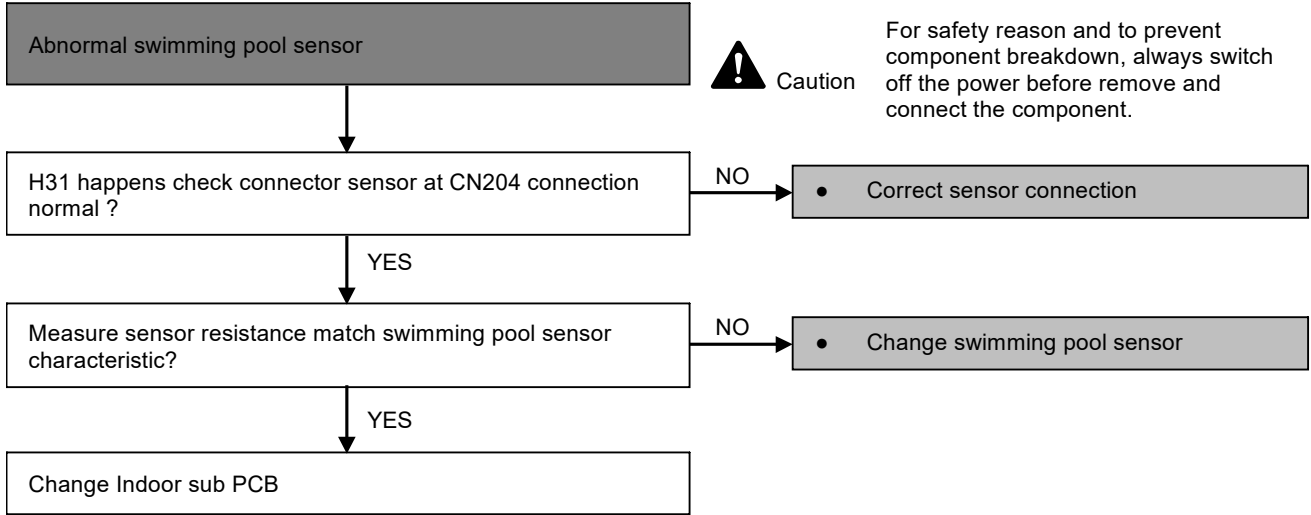 Abnormal swimming pool sensor
Caution
For safety reason and to prevent
component breakdown, always switch
off the power before remove and
connect the component.
H31 happens check connector sensor at CN204 connection
normal ?
NO
● Correct sensor connection
YES
Measure sensor resistance match swimming pool sensor
characteristic?
NO
● Change swimming pool sensor
YES
Change Indoor sub PCB